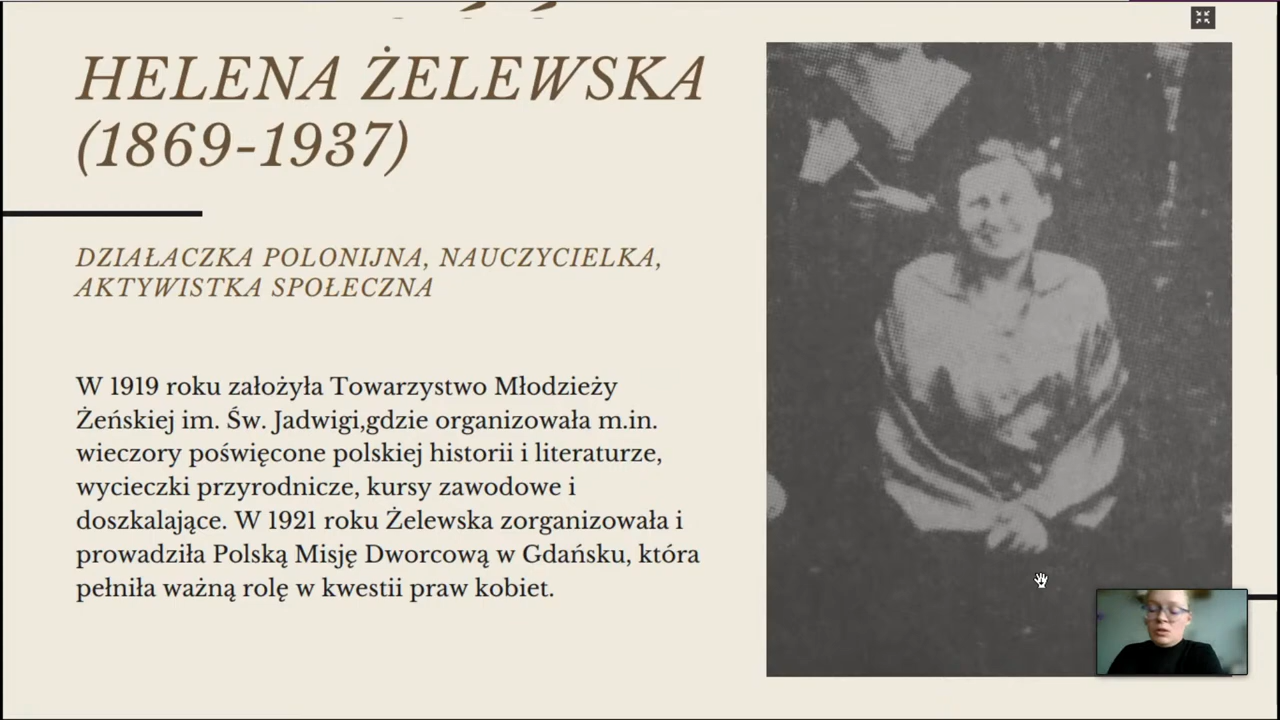 HELENA ŻELEWSKA
(1869-1937)
DZIAŁACZKA POLONIJNA, NAUCZYCIELKA,
AKTYWISTKA SPOŁECZNA
W 1919 roku założyła Towarzystwo Młodzieży
Żeńskiej im. Św. Jadwigi,gdzie organizowała m.in.
wieczory poświęcone polskiej historii i literaturze,
wycieczki przyrodnicze, kursy zawodowe i
doszkalające. W 1921 roku Żelewska zorganizowała i
prowadziła Polską Misję Dworcową w Gdańsku, która
pełniła ważną rolę w kwestii praw kobiet.